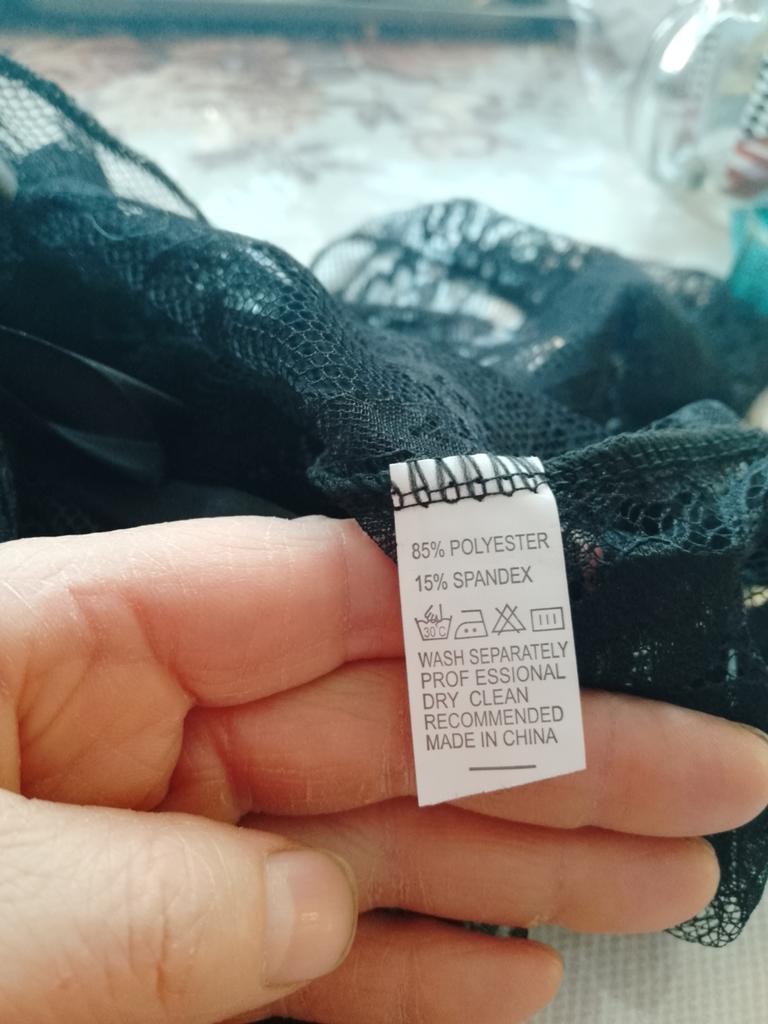 85% POLYESTER
15% SPANDEX
30°C
WASH SEPARATELY
PROF ESSIONAL
DRY CLEAN
RECOMMENDED
MADE IN CHINA